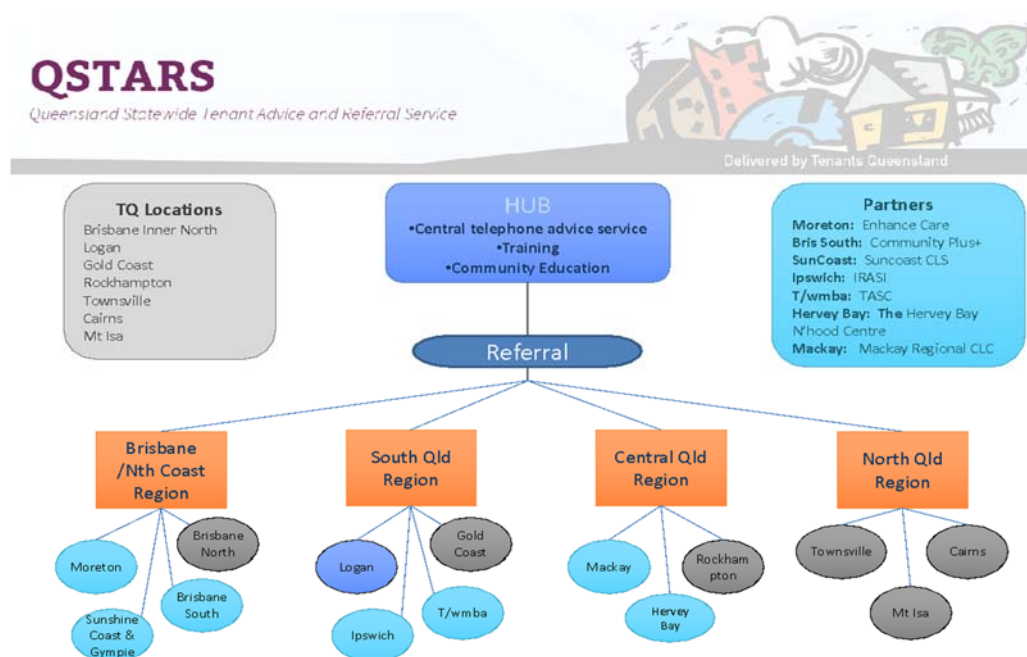 QSTARS
Queensland Statewide Tenant Advice and Referral Service
Delivered by Tenants Queensland
TQ Locations
Brisbane Inner North
Logan
Gold Coast
Rockhampton
Townsville
Cairns
Mt Isa
HUB
•Central telephone advice service
•Training
•Community Education
Partners
Moreton: Enhance Care
Bris South: Community Plus+
SunCoast: Suncoast CLS
Ipswich: IRASI
T/wmba: TASC
Hervey Bay: The Hervey Bay
N'hood Centre
Mackay: Mackay Regional CLC
Referral
Brisbane
/Nth Coast
Region
South Qld
Region
Central Qld
Region
North Qld
Region
Moreton
Brisbane
North
Sunshine
Coast &
Gympie
Brisbane
South
Logan
Gold
Coast
Ipswich
T/wmba
Mackay
Rockham
pton
Hervey
Bay
Townsville
Cairns
Mt Isa